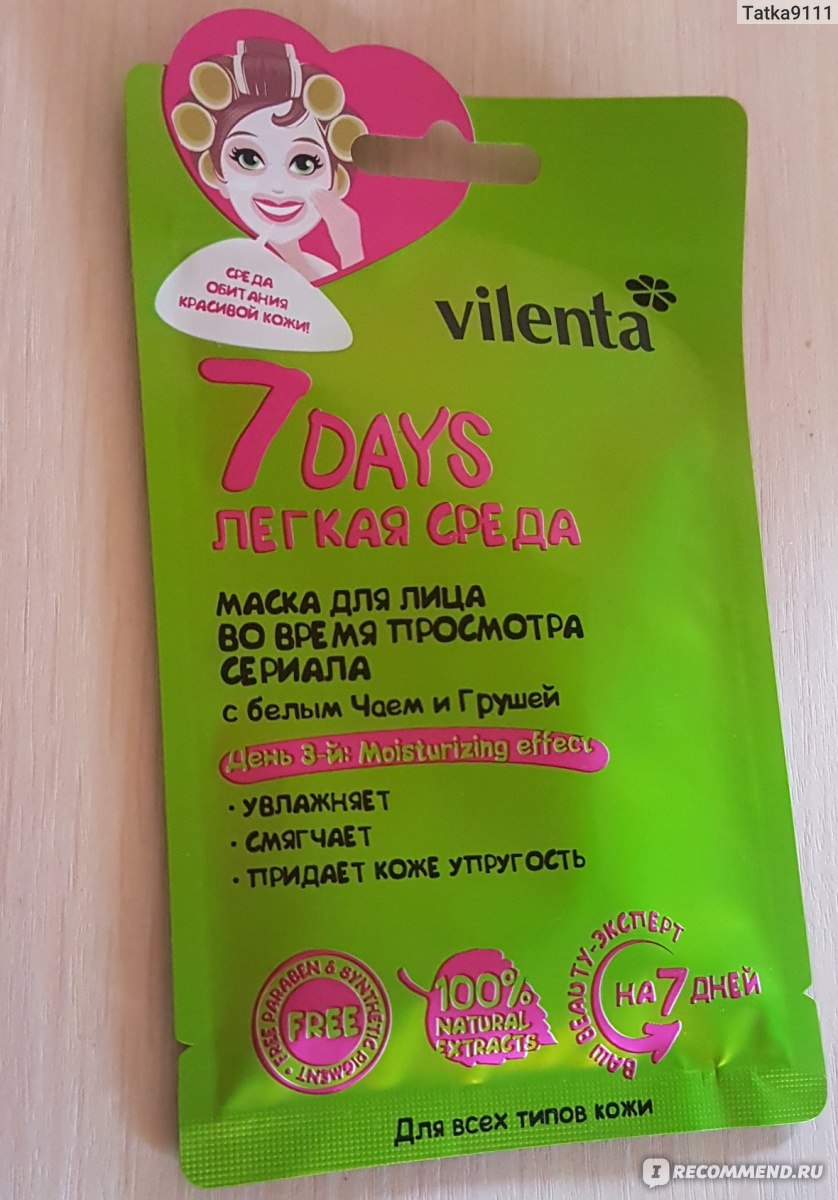 Tatka9111
СРЕДА
ОБИТАНИЯ
КРАСИВОЙ КОЖИ!
vilenta
7 DAYS
ЛЕГКАЯ СРЕДА
МАСКА ДЛЯ ЛИЦА
ВО ВРЕМЯ ПРОСМОТРА
СЕРИАЛА
с белым Чаем и Грушей
День 3-й: Moisturizing effect
• УВЛАЖНЯЕТ
• СМЯГЧАЕТ
• ПРИДАЕТ КОЖЕ УПРУГОСТЬ
• FREE PARABEN & SYNTHETIC PIGMENT
FREE
100%
NATURAL
EXTRACTS
ВАШ BEAUTY-ЭКСПЕРТ
НА 7 ДНЕЙ
Для всех типов кожи
I RECOMMEND.RU